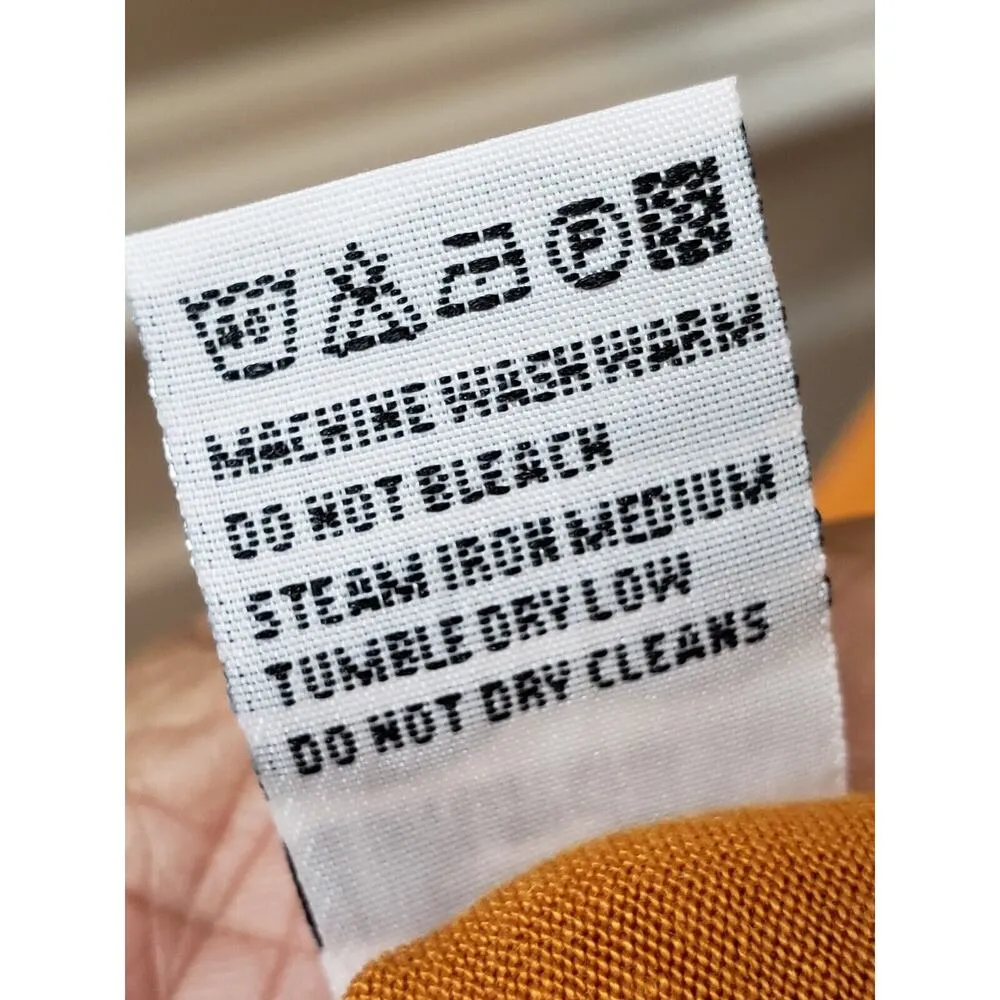 MACHINE WASH WARM
DO NOT BLEACH
STEAM IRON MEDIUM
TUMBLE DRY LOW
DO NOT DRY CLEANS